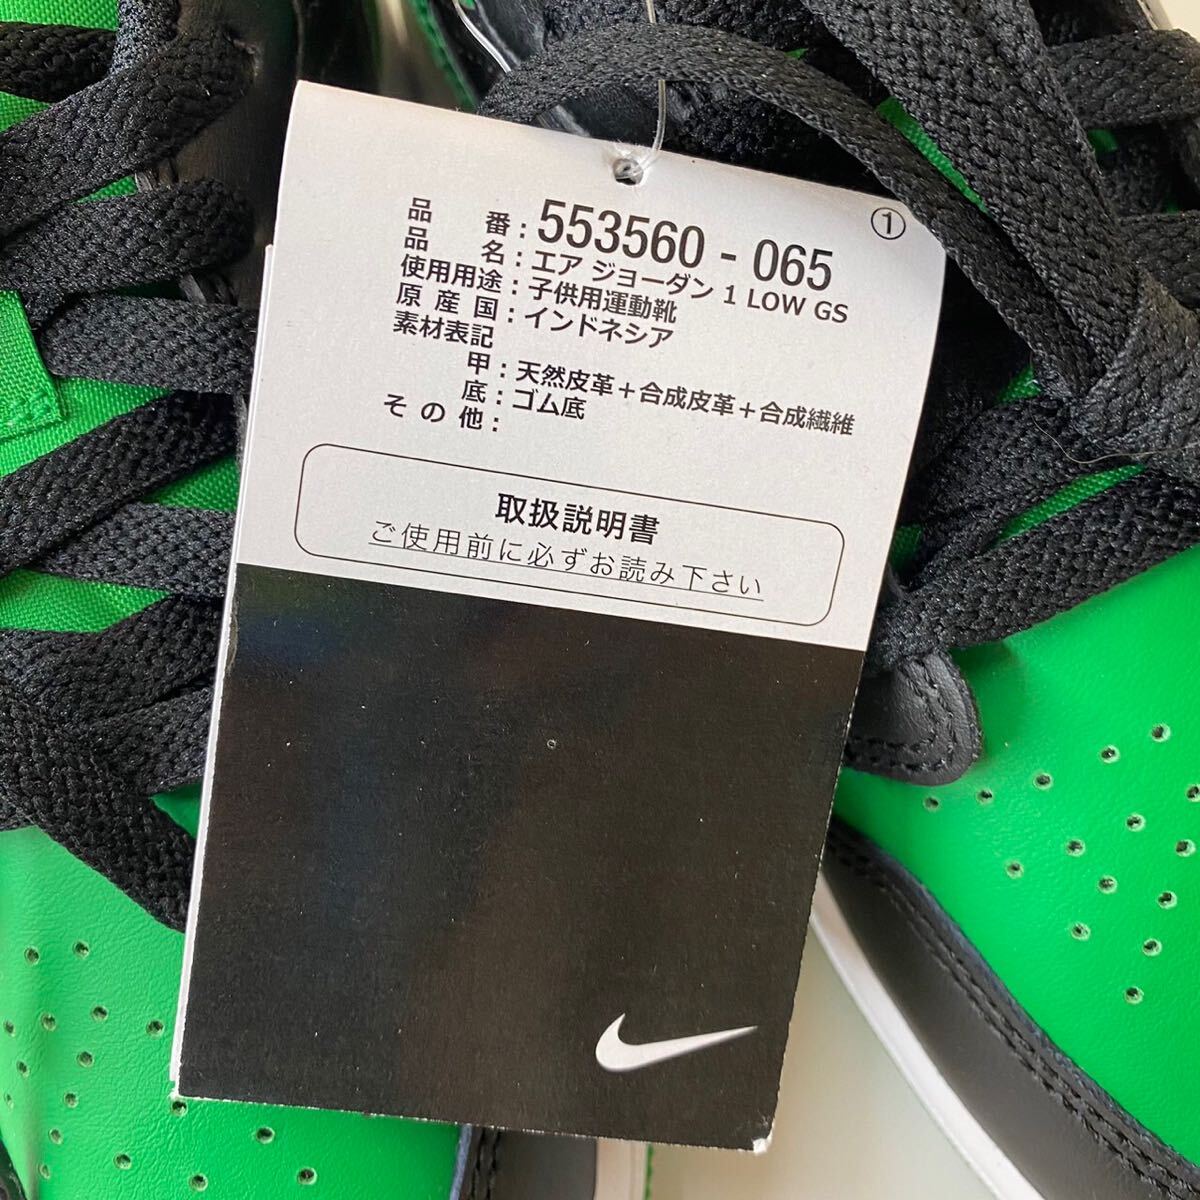 ①
品番：553560 - 065
品名：エア ジョーダン 1 LOW GS
使用用途：子供用運動靴
原産国：インドネシア
素材表記
甲：天然皮革＋合成皮革＋合成繊維
底：ゴム底
その他：
取扱説明書
ご使用前に必ずお読み下さい